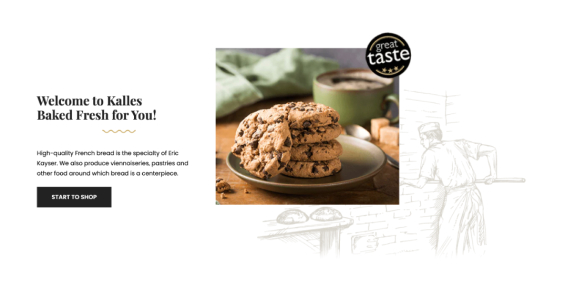 Welcome to Kalles
Baked Fresh for You!
High-quality French bread is the specialty of Eric
Kayser. We also produce viennoiseries, pastries and
other food around which bread is a centerpiece.
START TO SHOP
great
taste